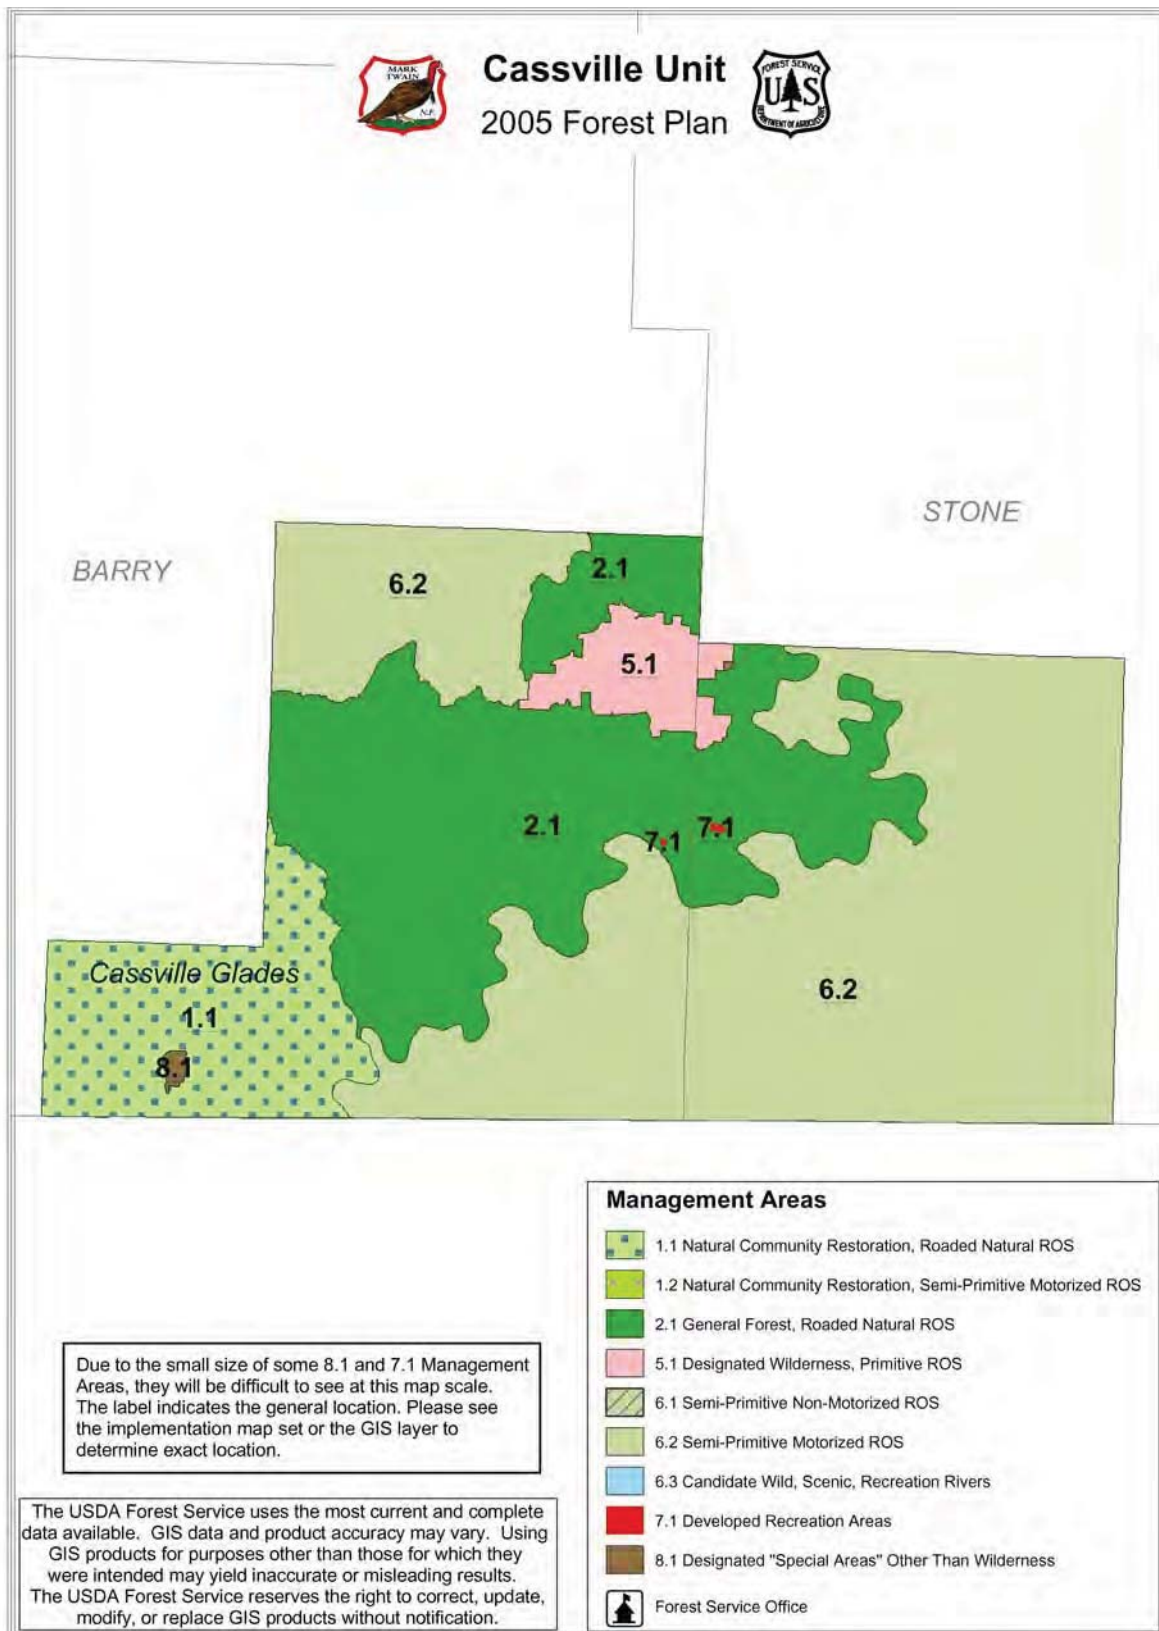 MARK
TWAIN
N.F.
Cassville Unit
2005 Forest Plan
FOREST SERVICE
U S
DEPARTMENT OF AGRICULTURE
STONE
BARRY
6.2
2.1
5.1
2.1
7.1
7.1
Cassville Glades
1.1
6.2
8.1
Management Areas
1.1 Natural Community Restoration, Roaded Natural ROS
1.2 Natural Community Restoration, Semi-Primitive Motorized ROS
2.1 General Forest, Roaded Natural ROS
5.1 Designated Wilderness, Primitive ROS
6.1 Semi-Primitive Non-Motorized ROS
6.2 Semi-Primitive Motorized ROS
6.3 Candidate Wild, Scenic, Recreation Rivers
7.1 Developed Recreation Areas
8.1 Designated "Special Areas" Other Than Wilderness
Forest Service Office
Due to the small size of some 8.1 and 7.1 Management
Areas, they will be difficult to see at this map scale.
The label indicates the general location. Please see
the implementation map set or the GIS layer to
determine exact location.
The USDA Forest Service uses the most current and complete
data available. GIS data and product accuracy may vary. Using
GIS products for purposes other than those for which they
were intended may yield inaccurate or misleading results.
The USDA Forest Service reserves the right to correct, update,
modify, or replace GIS products without notification.